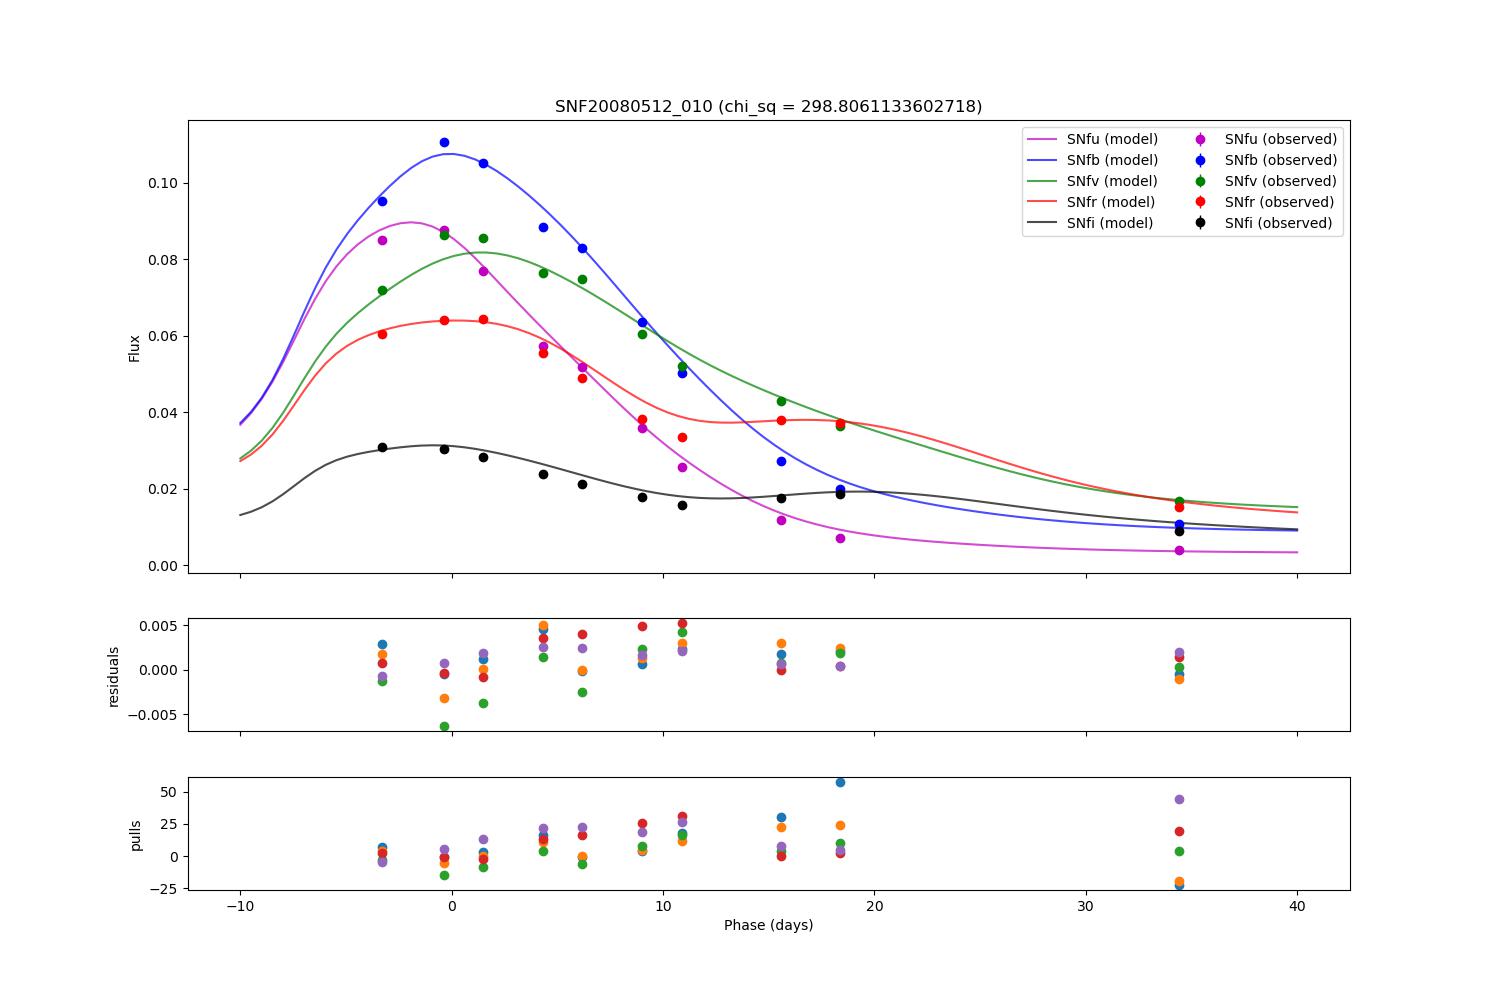 SNF20080512_010 (chi_sq = 298.8061133602718)
SNfu (model) SNfu (observed)
SNfb (model) SNfb (observed)
SNfv (model) SNfv (observed)
SNfr (model) SNfr (observed)
SNfi (model) SNfi (observed)
Flux
0.10
0.08
0.06
0.04
0.02
0.00
residuals
0.005
0.000
−0.005
pulls
50
25
0
−25
−10 0 10 20 30 40
Phase (days)